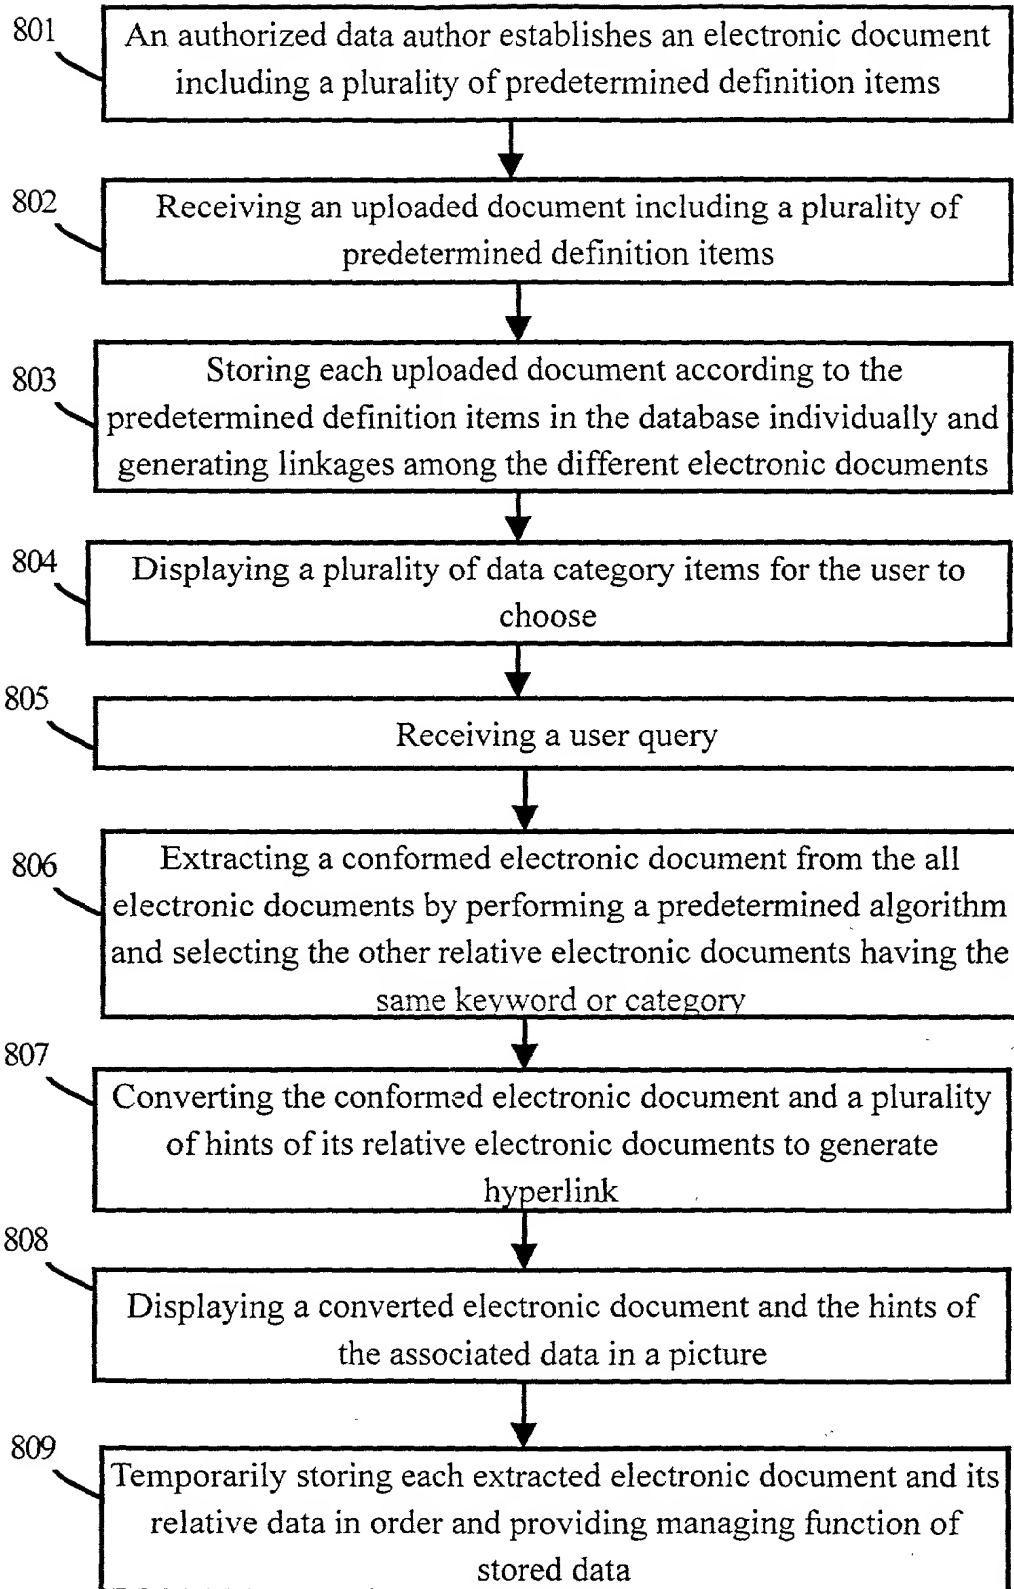 801
An authorized data author establishes an electronic document
including a plurality of predetermined definition items
802
Receiving an uploaded document including a plurality of
predetermined definition items
803
Storing each uploaded document according to the
predetermined definition items in the database individually and
generating linkages among the different electronic documents
804
Displaying a plurality of data category items for the user to
choose
805
Receiving a user query
806
Extracting a conformed electronic document from the all
electronic documents by performing a predetermined algorithm
and selecting the other relative electronic documents having the
same keyword or category
807
Converting the conformed electronic document and a plurality
of hints of its relative electronic documents to generate
hyperlink
808
Displaying a converted electronic document and the hints of
the associated data in a picture
809
Temporarily storing each extracted electronic document and its
relative data in order and providing managing function of
stored data